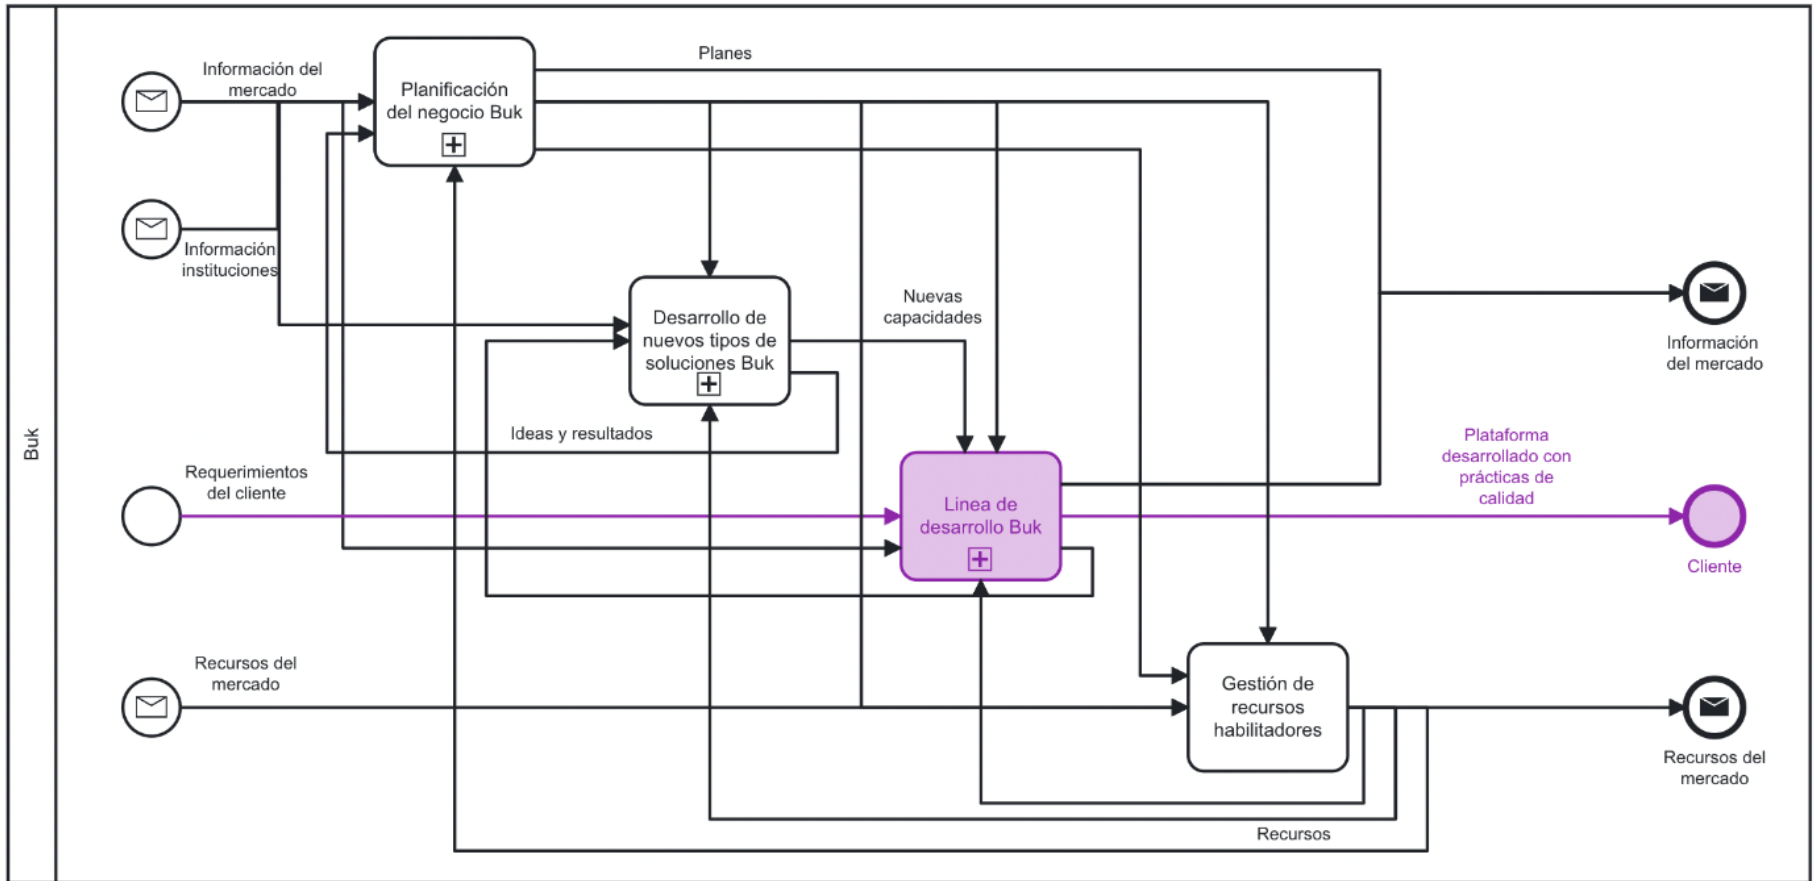 Buk
Información del
mercado
Información
instituciones
Planificación
del negocio Buk
Planes
Desarrollo de
nuevos tipos de
soluciones Buk
Nuevas
capacidades
Ideas y resultados
Requerimientos
del cliente
Linea de
desarrollo Buk
Información
del mercado
Plataforma
desarrollado con
prácticas de
calidad
Cliente
Recursos del
mercado
Gestión de
recursos
habilitadores
Recursos
Recursos del
mercado